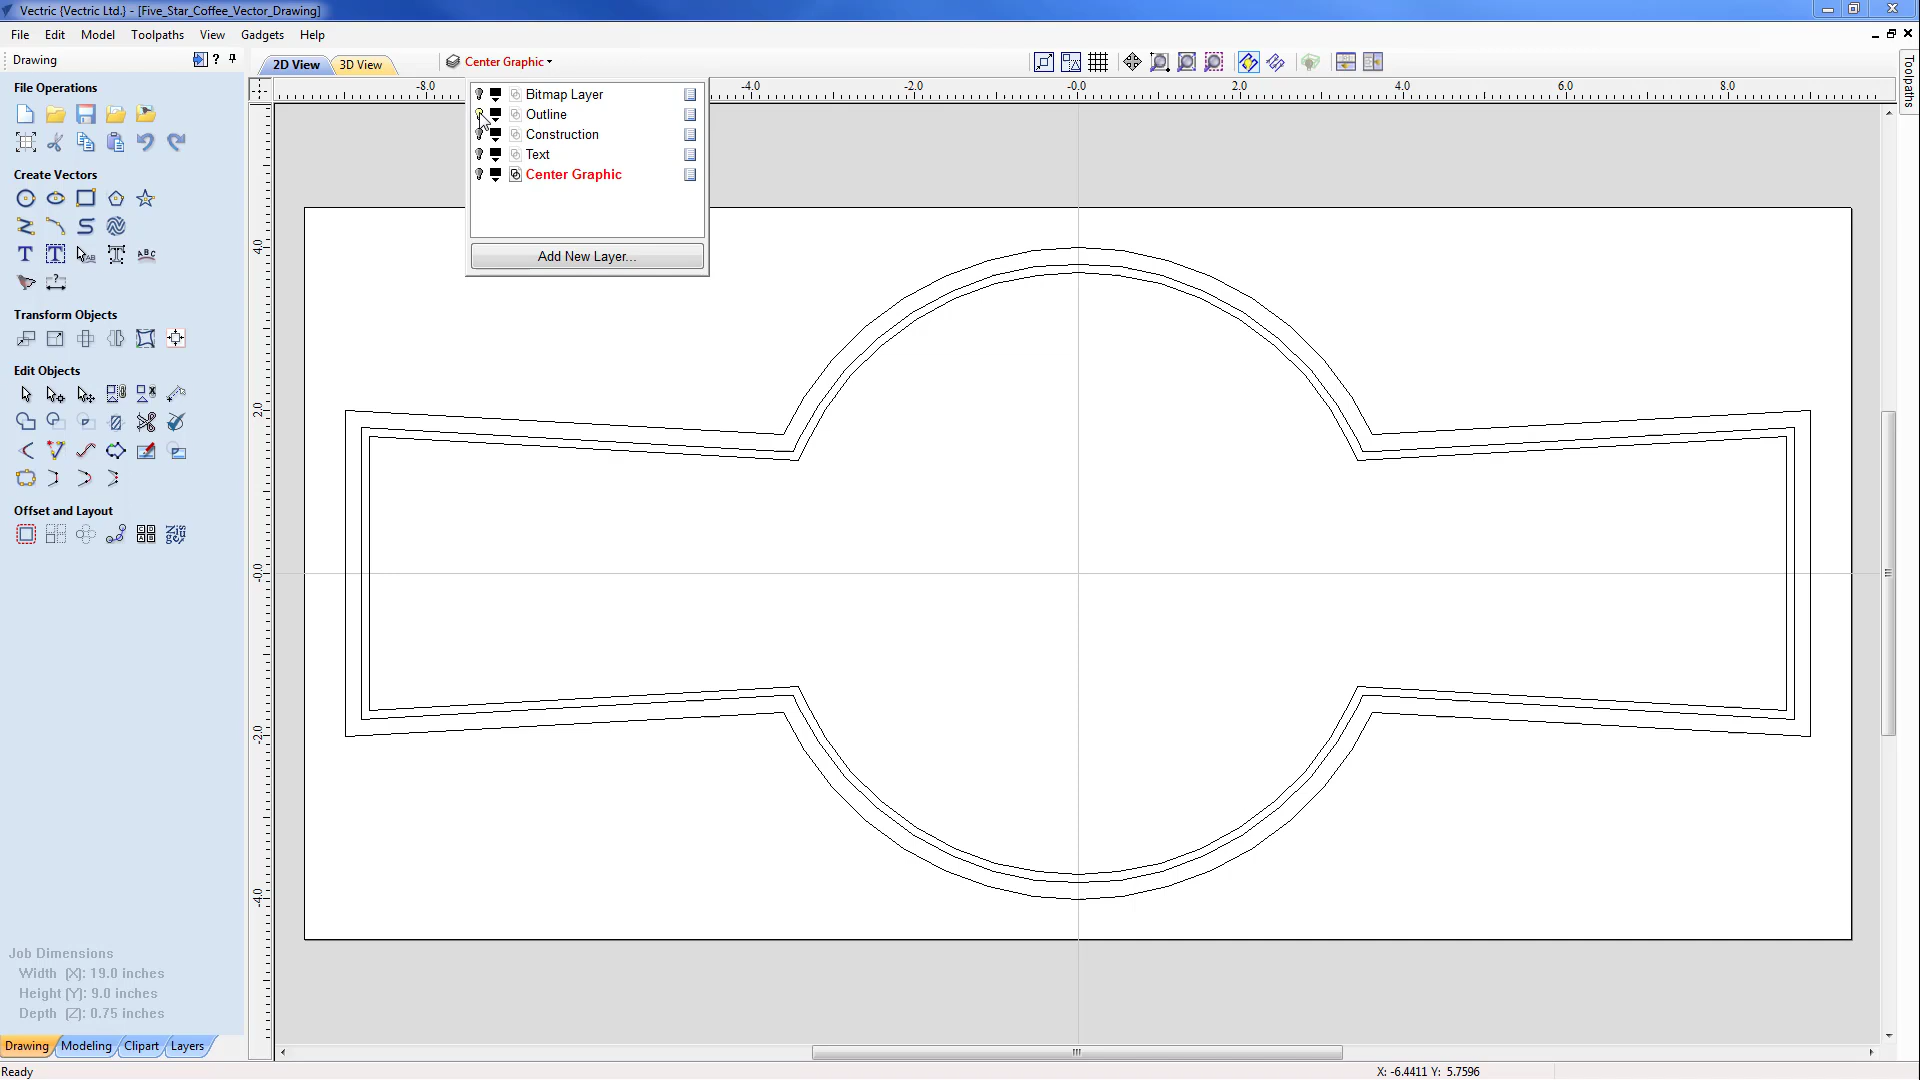 Vectric {Vectric Ltd.} - [Five_Star_Coffee_Vector_Drawing]
File Edit Model Toolpaths View Gadgets Help
Drawing
2D View 3D View
Center Graphic
File Operations
Create Vectors
Transform Objects
Edit Objects
Offset and Layout
Bitmap Layer
Outline
Construction
Text
Center Graphic
Add New Layer...
-8.0 -4.0 -2.0 -0.0 2.0 4.0 6.0 8.0
4.0
2.0
-0.0
-2.0
-4.0
Toolpaths
Job Dimensions
Width (X): 19.0 inches
Height (Y): 9.0 inches
Depth (Z): 0.75 inches
Drawing Modeling Clipart Layers
Ready
X: -6.4411 Y: 5.7596